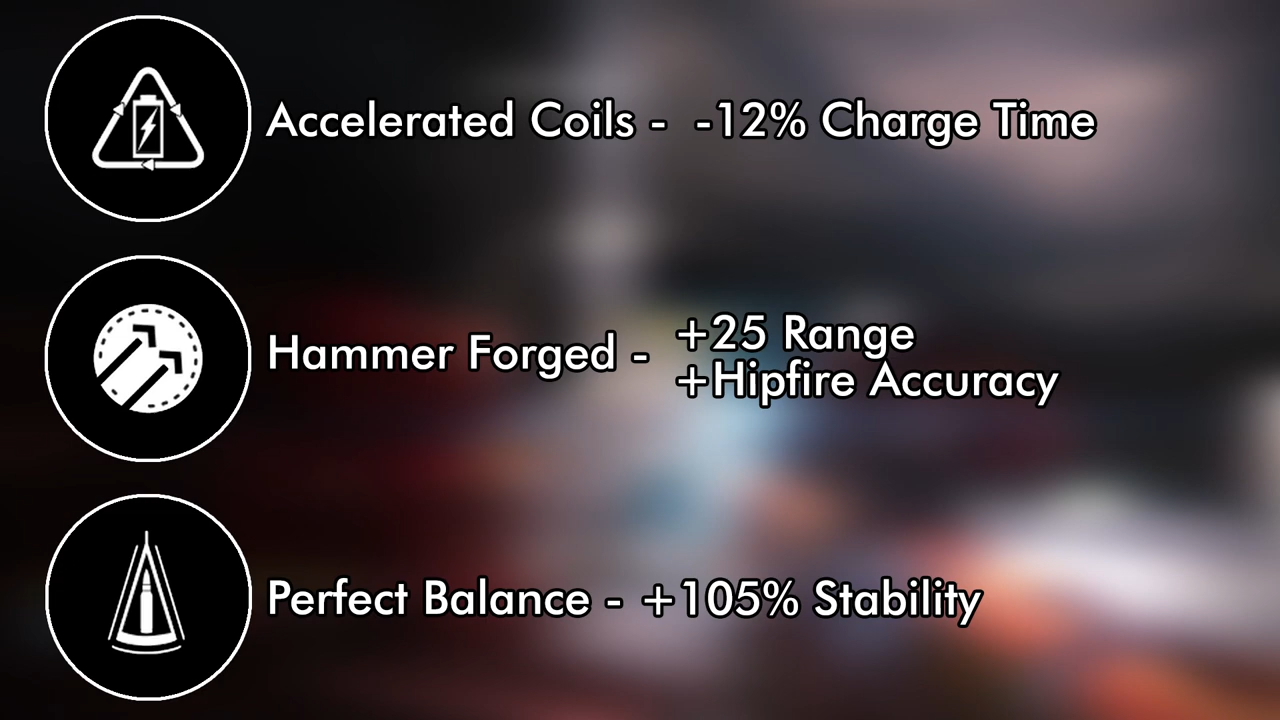 Accelerated Coils - -12% Charge Time
Hammer Forged - +25 Range
+Hipfire Accuracy
Perfect Balance - +105% Stability